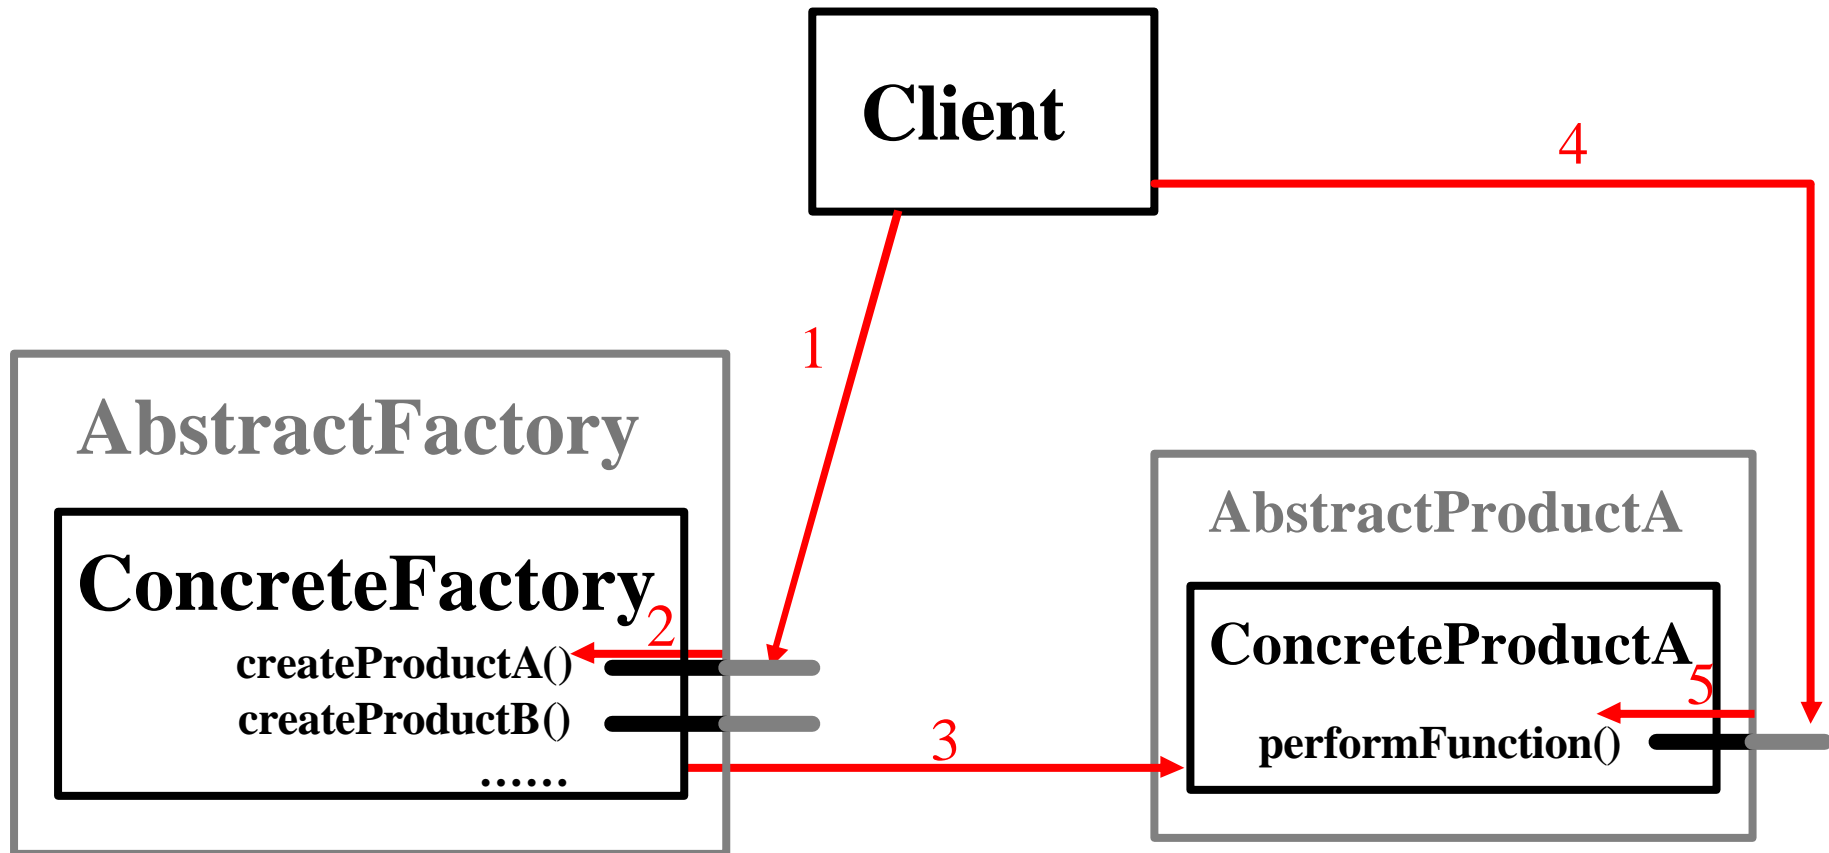 Client
4
1
AbstractFactory
AbstractProductA
ConcreteFactory
2
createProductA()
createProductB()
......
3
ConcreteProductA
5
performFunction()